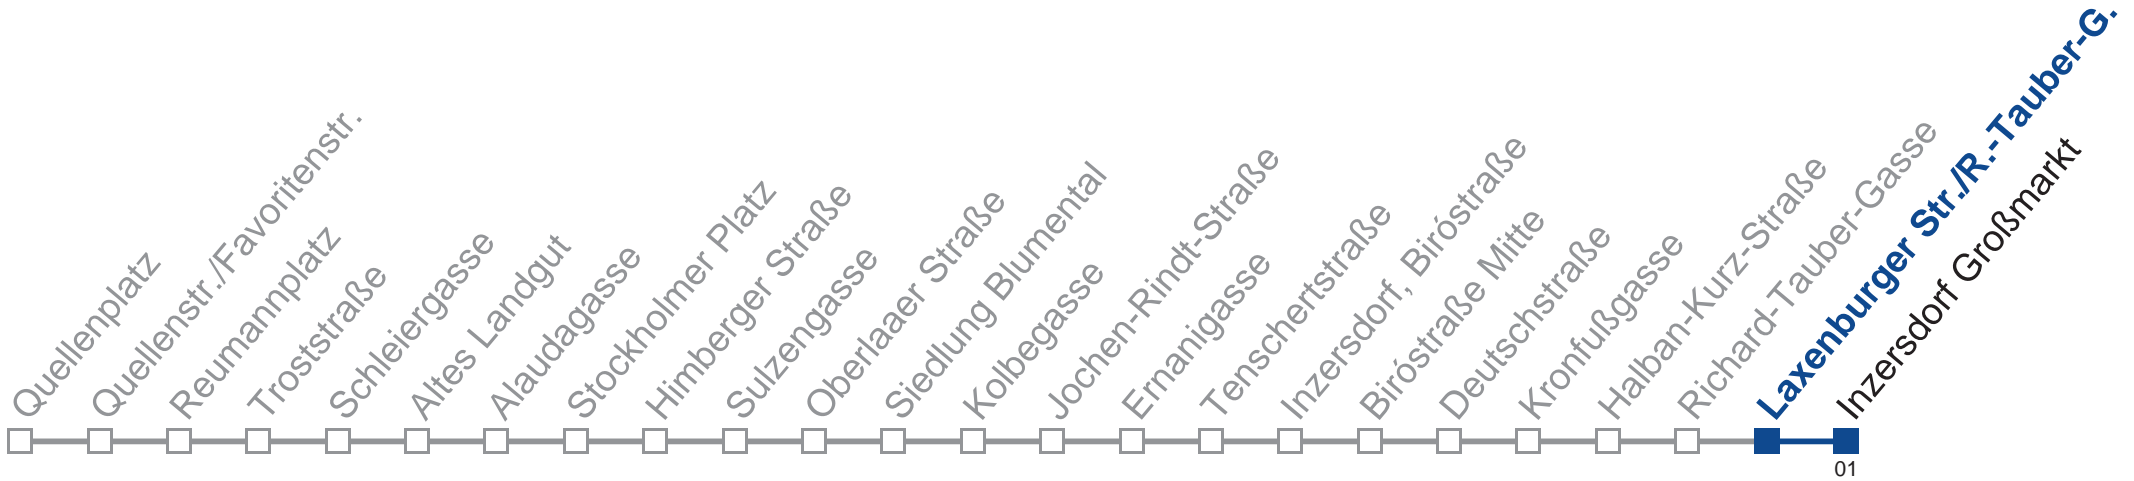 Quellenplatz
Quellenstr./Favoritenstr.
Reumannplatz
Troststraße
Schleiergasse
Altes Landgut
Alaudagasse
Stockholmer Platz
Himberger Straße
Sulzengasse
Oberlaaer Straße
Siedlung Blumental
Kolbegasse
Jochen-Rindt-Straße
Ernanigasse
Tenschertstraße
Inzersdorf, Biróstraße
Biróstraße Mitte
Deutschstraße
Kronfußgasse
Halban-Kurz-Straße
Richard-Tauber-Gasse
Laxenburger Str./R.-Tauber-G.
Inzersdorf Großmarkt
01